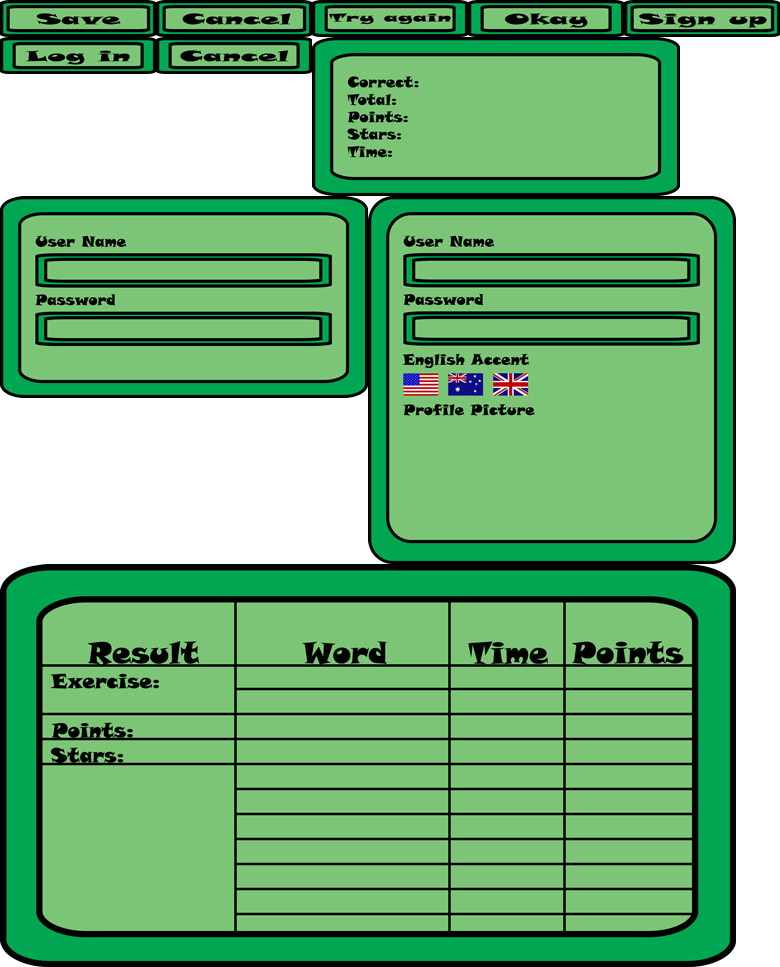 Save Cancel Try again Okay Sign up
Log in Cancel
Correct:
Total:
Points:
Stars:
Time:
User Name
Password
User Name
Password
English Accent
Profile Picture
Result Word Time Points
Exercise:
Points:
Stars: